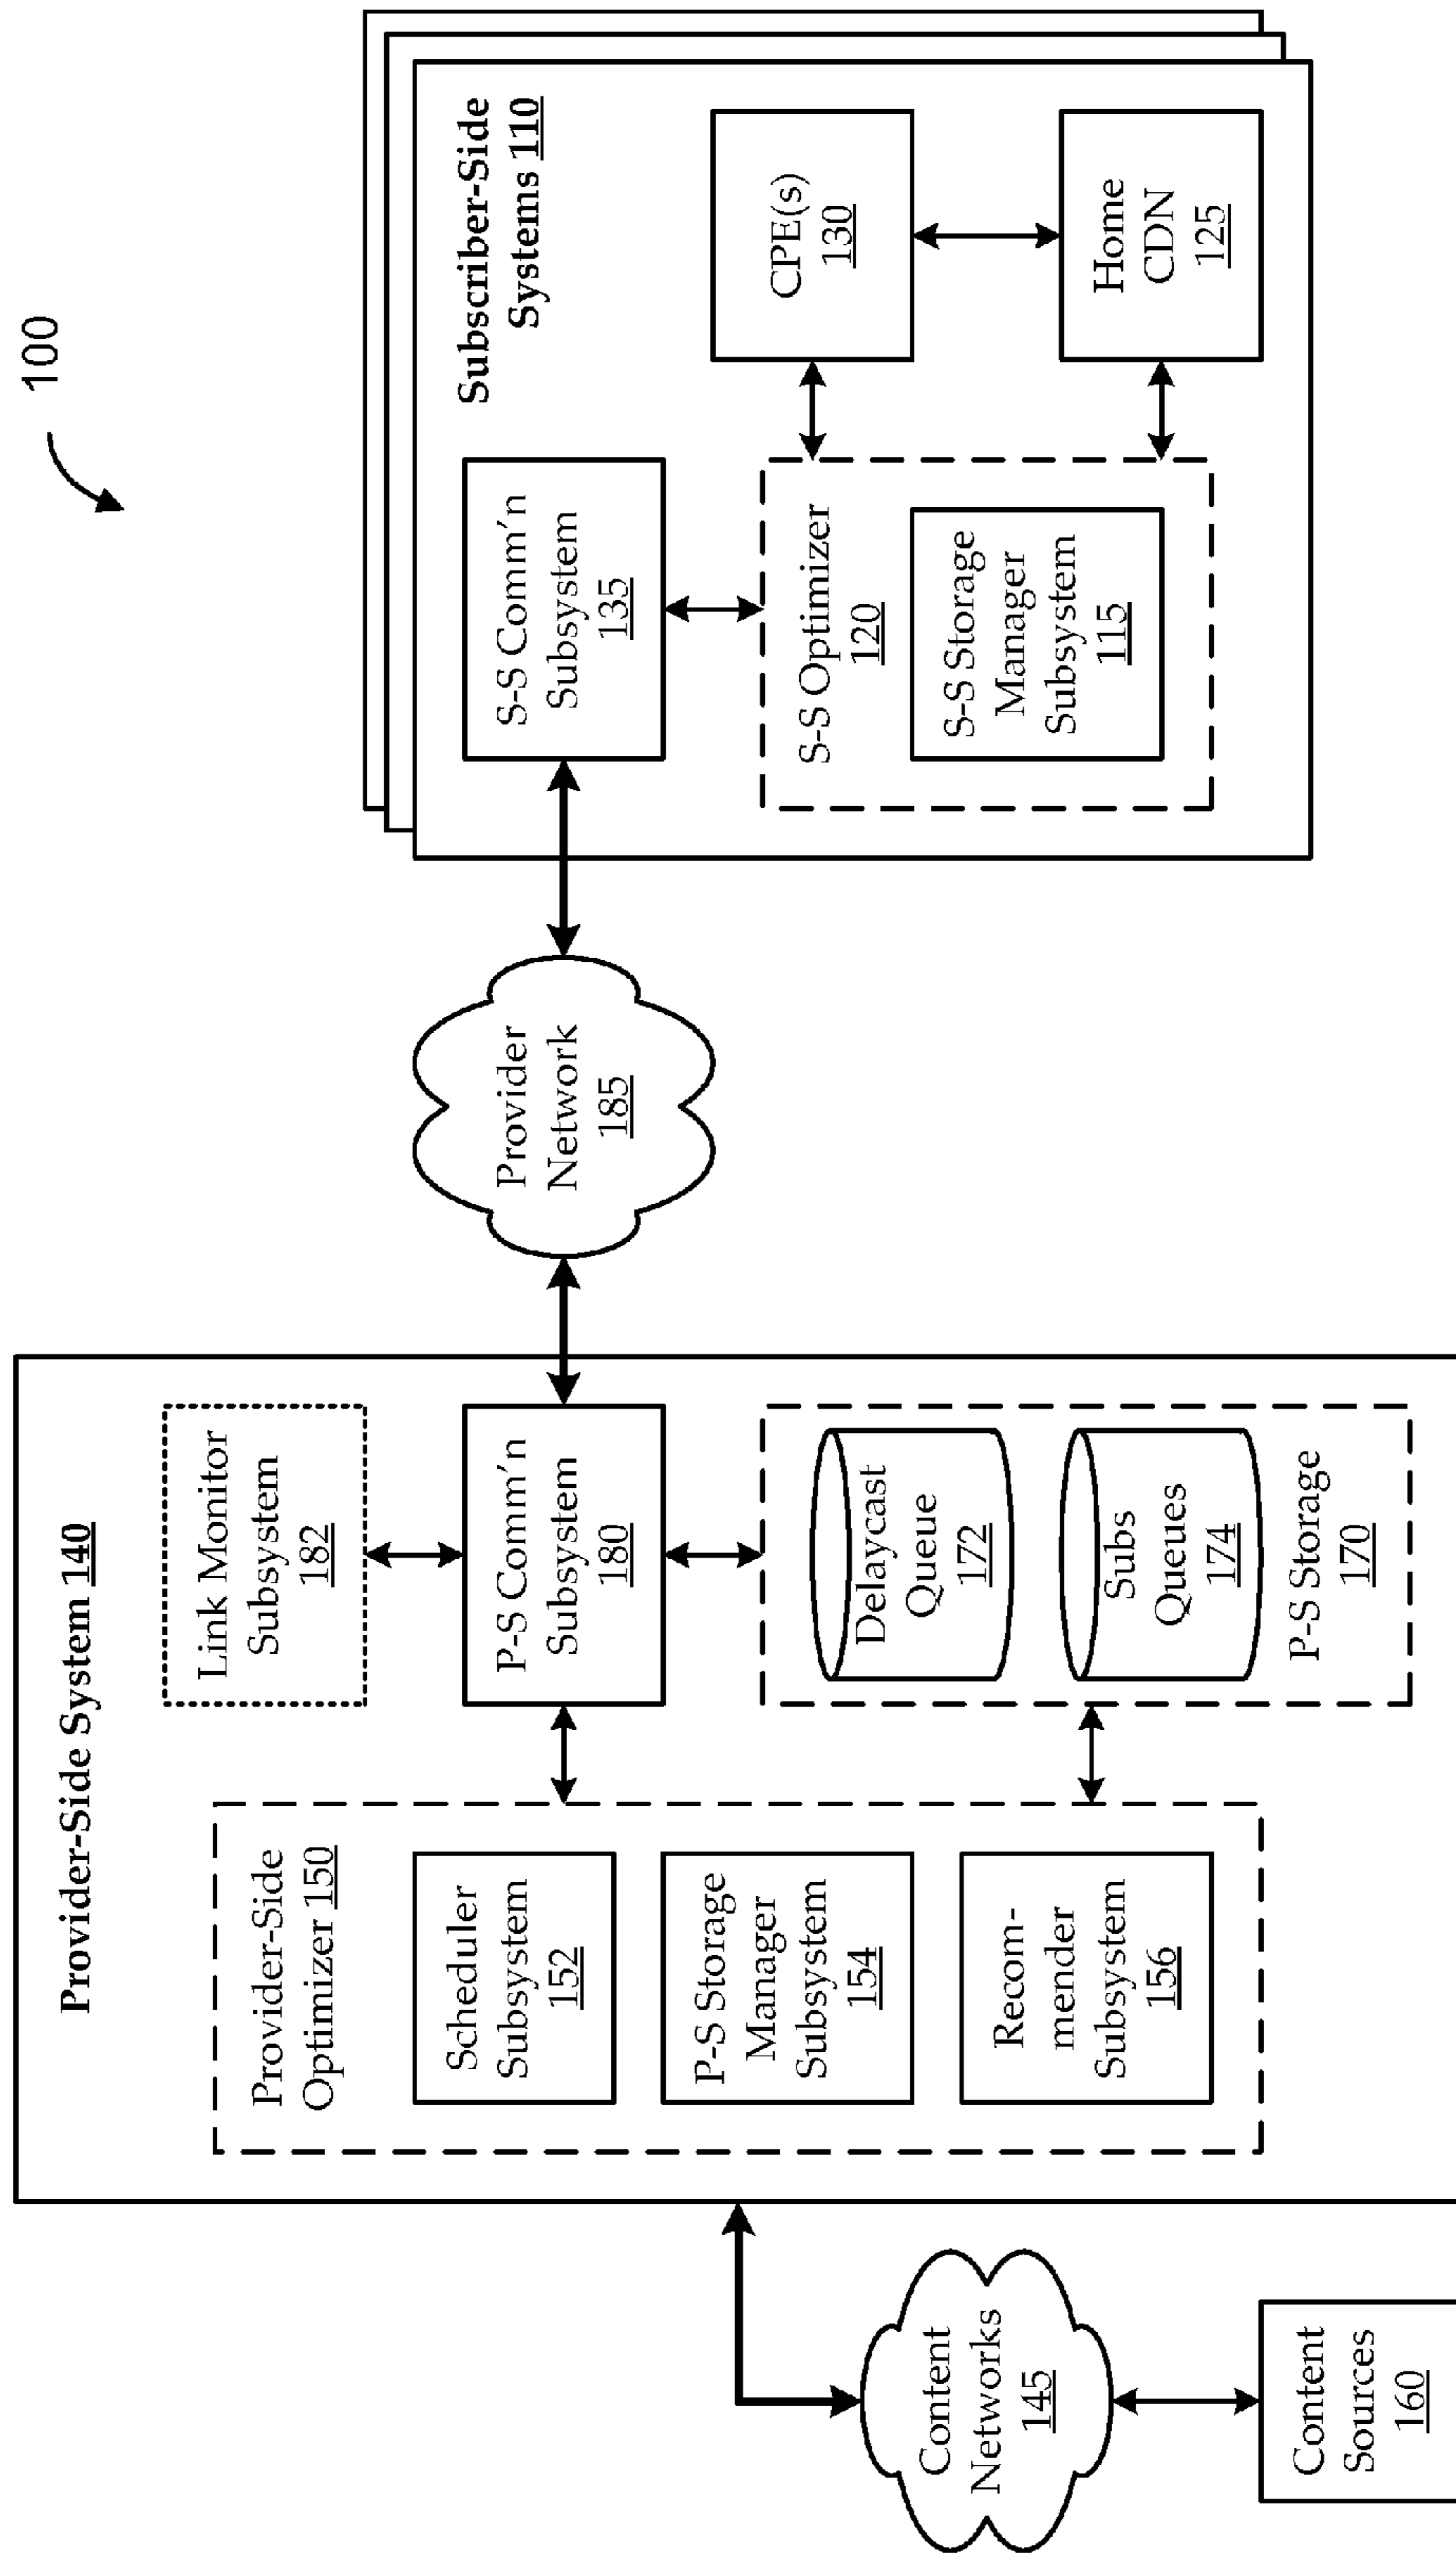 100
Provider-Side System 140
Provider-Side
Optimizer 150
Scheduler
Subsystem
152
P-S Storage
Manager
Subsystem
154
Recom-
mender
Subsystem
156
Link Monitor
Subsystem
182
P-S Comm'n
Subsystem
180
Delaycast
Queue
172
Subs
Queues
174
P-S Storage
170
Content
Networks
145
Content
Sources
160
Provider
Network
185
Subscriber-Side
Systems 110
S-S Comm'n
Subsystem
135
S-S Optimizer
120
S-S Storage
Manager
Subsystem
115
CPE(s)
130
Home
CDN
125